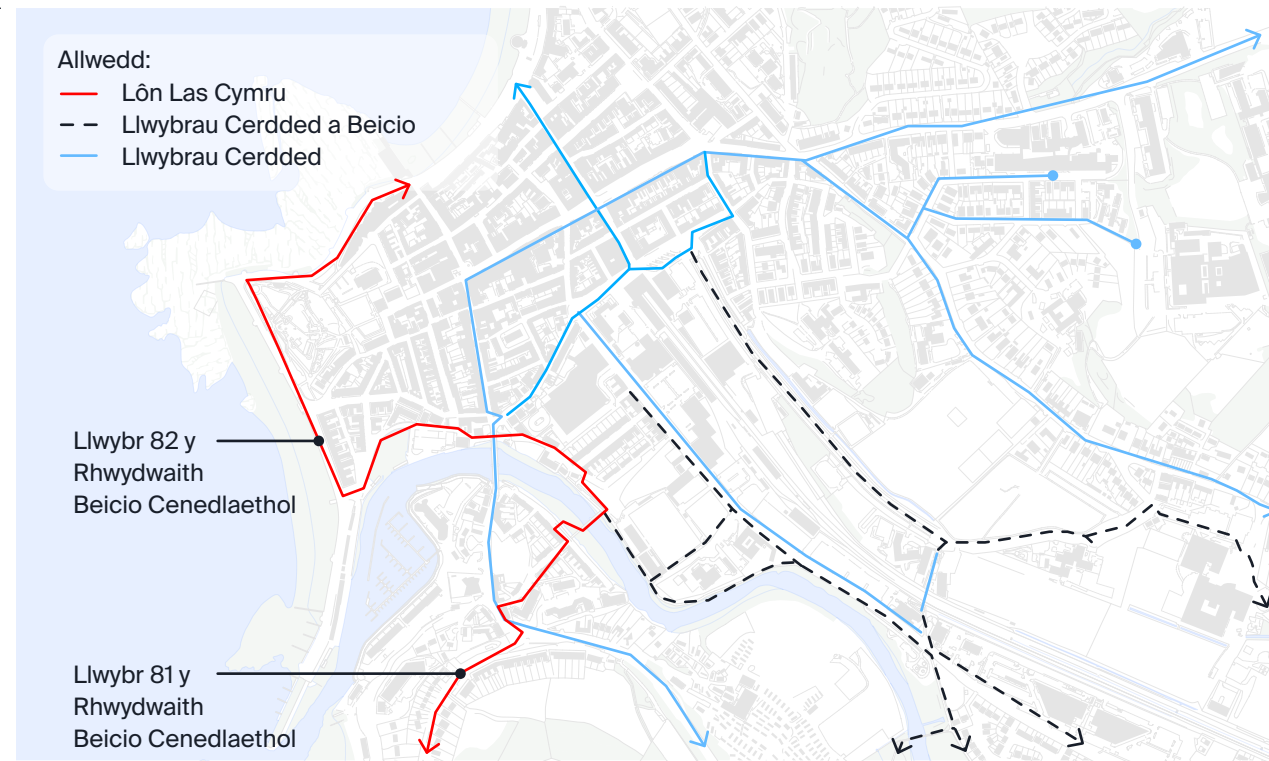 Allwedd:
Lôn Las Cymru
Llwybrau Cerdded a Beicio
Llwybrau Cerdded
Llwybr 82 y
Rhwydwaith
Beicio Cenedlaethol
Llwybr 81 y
Rhwydwaith
Beicio Cenedlaethol